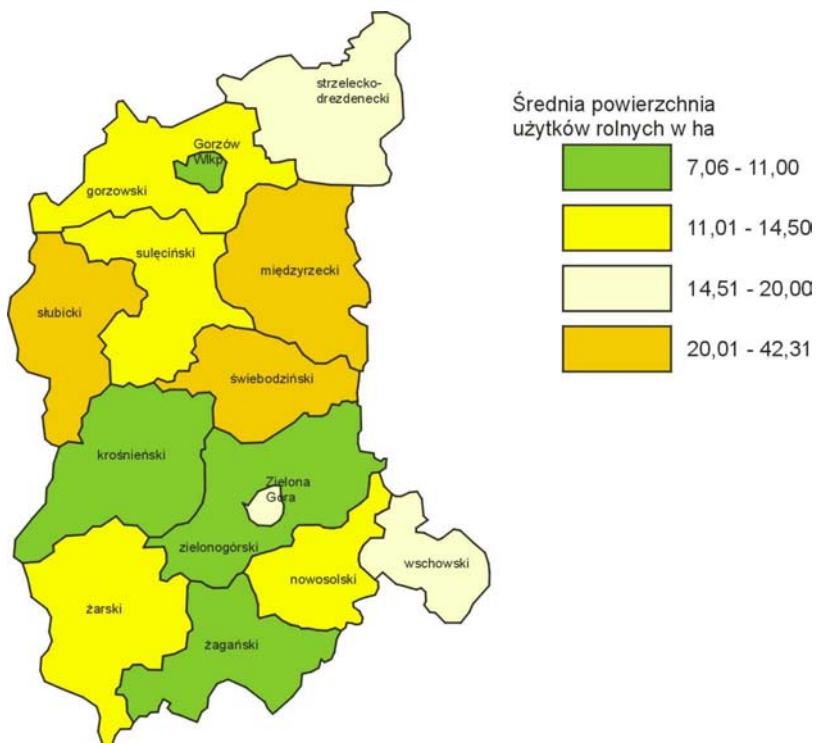 strzelecko-
drezdenecki
Gorzów
Wlkp
gorzowski
sulęciński
międzyrzecki
słubicki
świebodziński
krośnieński
Zielona
Góra
zielonogórski
nowosolski
wschowski
żarski
żagański
Średnia powierzchnia
użytków rolnych w ha
7,06 - 11,00
11,01 - 14,50
14,51 - 20,00
20,01 - 42,31